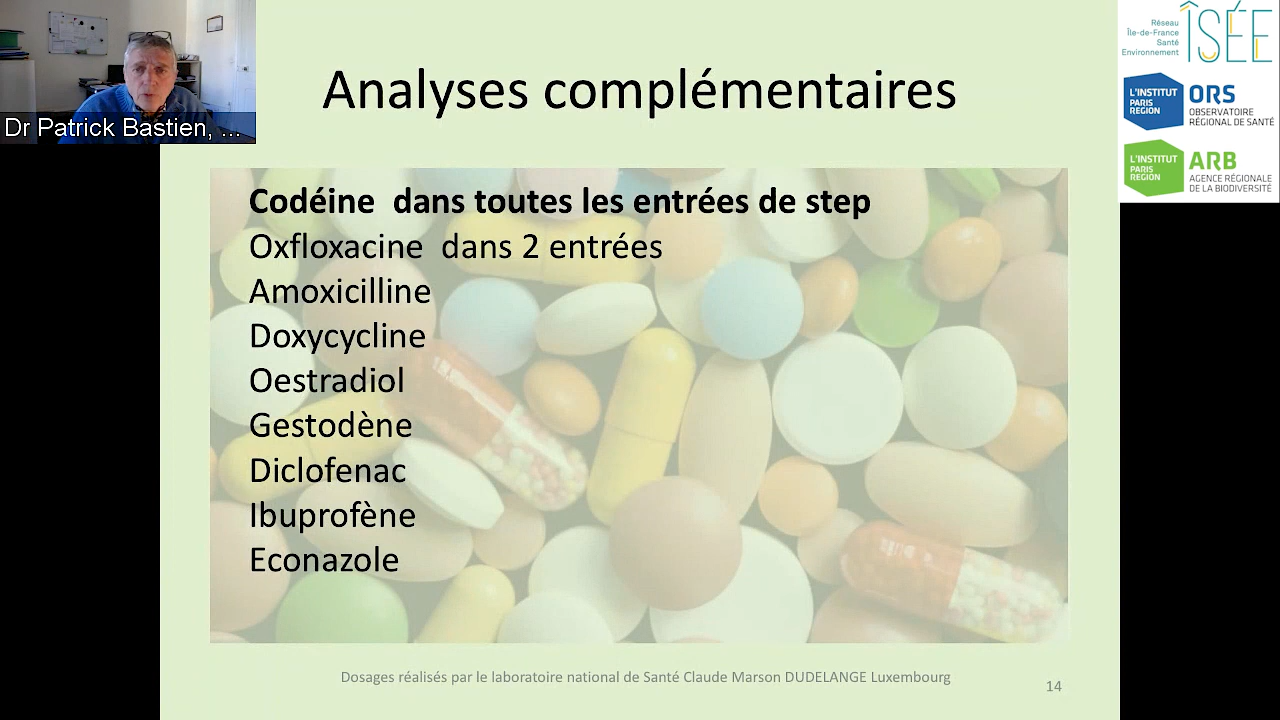 Dr Patrick Bastien, ...
Analyses complémentaires
Codéine dans toutes les entrées de step
Oxfloxacine dans 2 entrées
Amoxicilline
Doxycycline
Oestradiol
Gestodène
Diclofenac
Ibuprofène
Econazole
Dosages réalisés par le laboratoire national de Santé Claude Marson DUDELANGE Luxembourg
14
Réseau
Île-de-France
Santé
Environnement
ÎSÉE
L'INSTITUT
PARIS
REGION
ORS
OBSERVATOIRE
RÉGIONAL DE SANTÉ
L'INSTITUT
PARIS
REGION
ARB
AGENCE RÉGIONALE
DE LA BIODIVERSITÉ